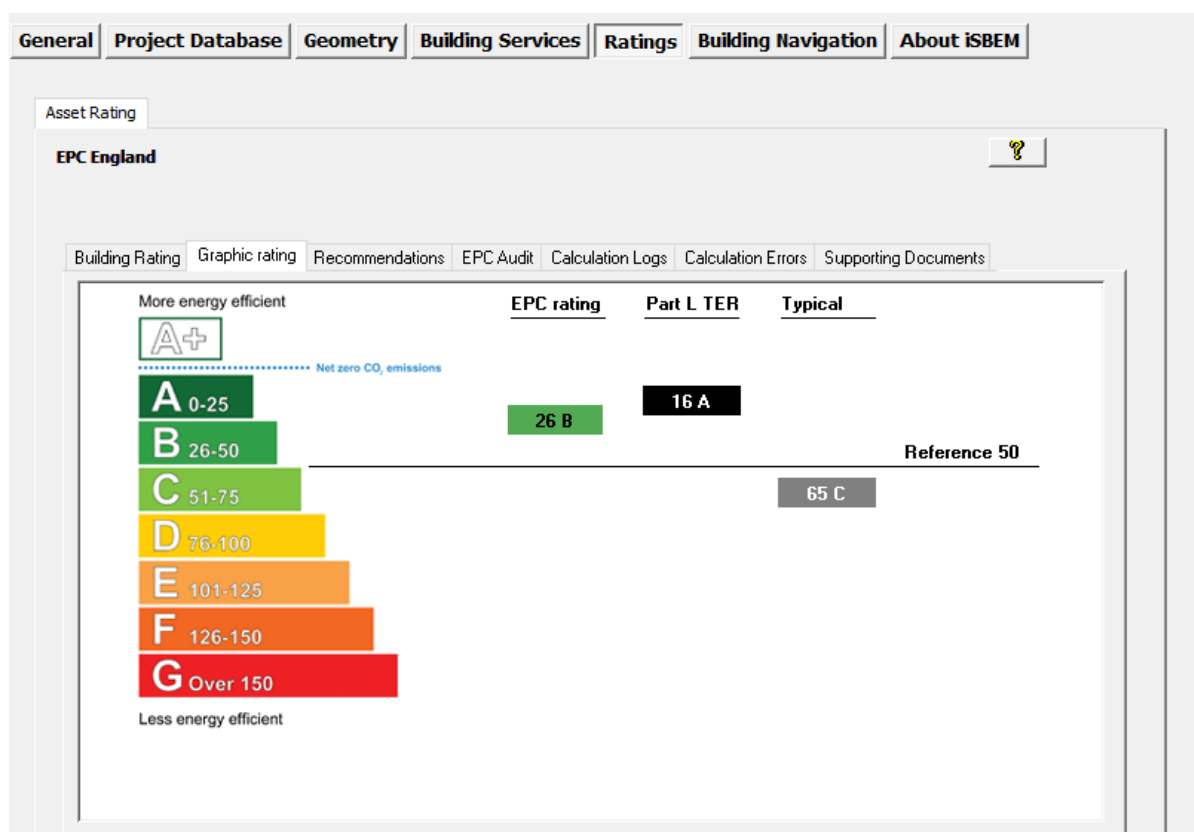 General Project Database Geometry Building Services Ratings Building Navigation About iSBEM
Asset Rating
EPC England
?
Building Rating Graphic rating Recommendations EPC Audit Calculation Logs Calculation Errors Supporting Documents
More energy efficient EPC rating Part L TER Typical
A+
Net zero CO₂ emissions
A 0-25 16 A
26 B
B 26-50 Reference 50
C 51-75 65 C
D 76-100
E 101-125
F 126-150
G Over 150
Less energy efficient